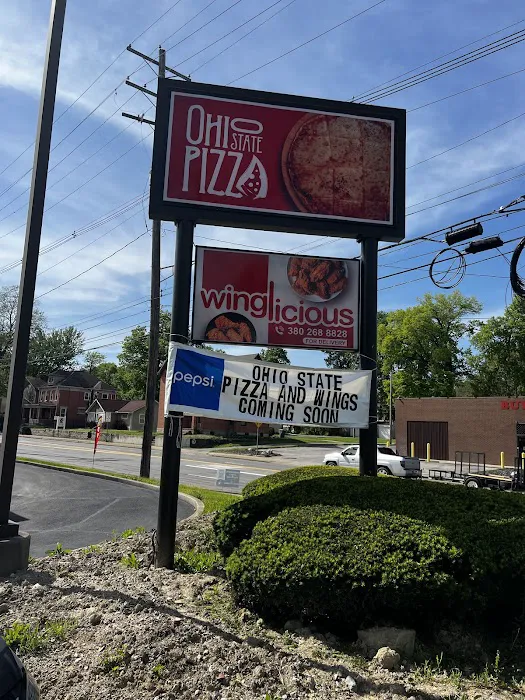 OHIO
STATE
PIZZA
winglicious
380 268 8828
FOR DELIVERY
pepsi
OHIO STATE
PIZZA AND WINGS
COMING SOON